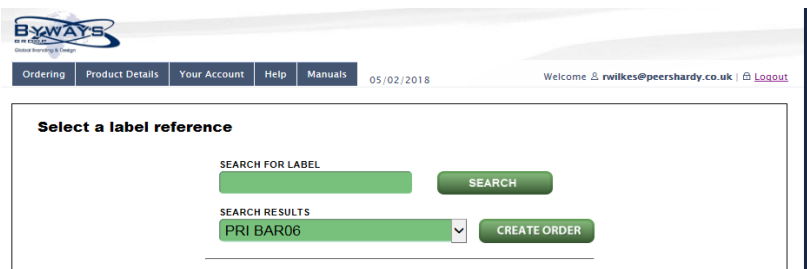 BYWAYS
GROUP
Global Branding & Design
Ordering Product Details Your Account Help Manuals 05/02/2018 Welcome rwilkes@peershardy.co.uk | Logout
Select a label reference
SEARCH FOR LABEL
SEARCH
SEARCH RESULTS
PRI BAR06 CREATE ORDER